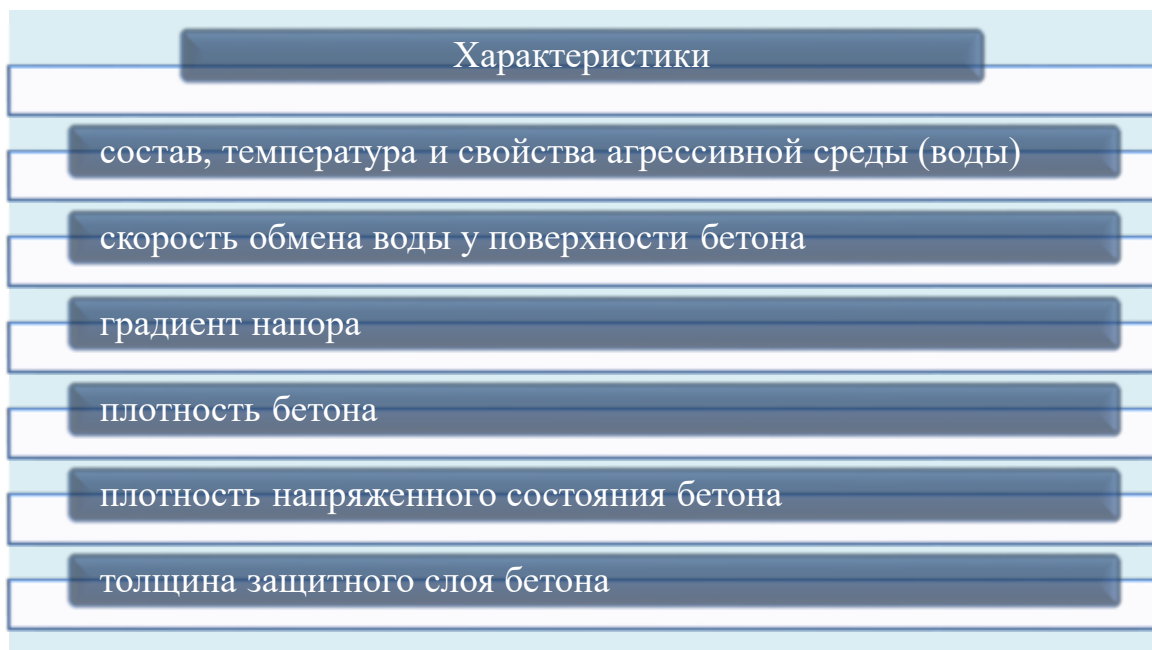 Характеристики
состав, температура и свойства агрессивной среды (воды)
скорость обмена воды у поверхности бетона
градиент напора
плотность бетона
плотность напряженного состояния бетона
толщина защитного слоя бетона